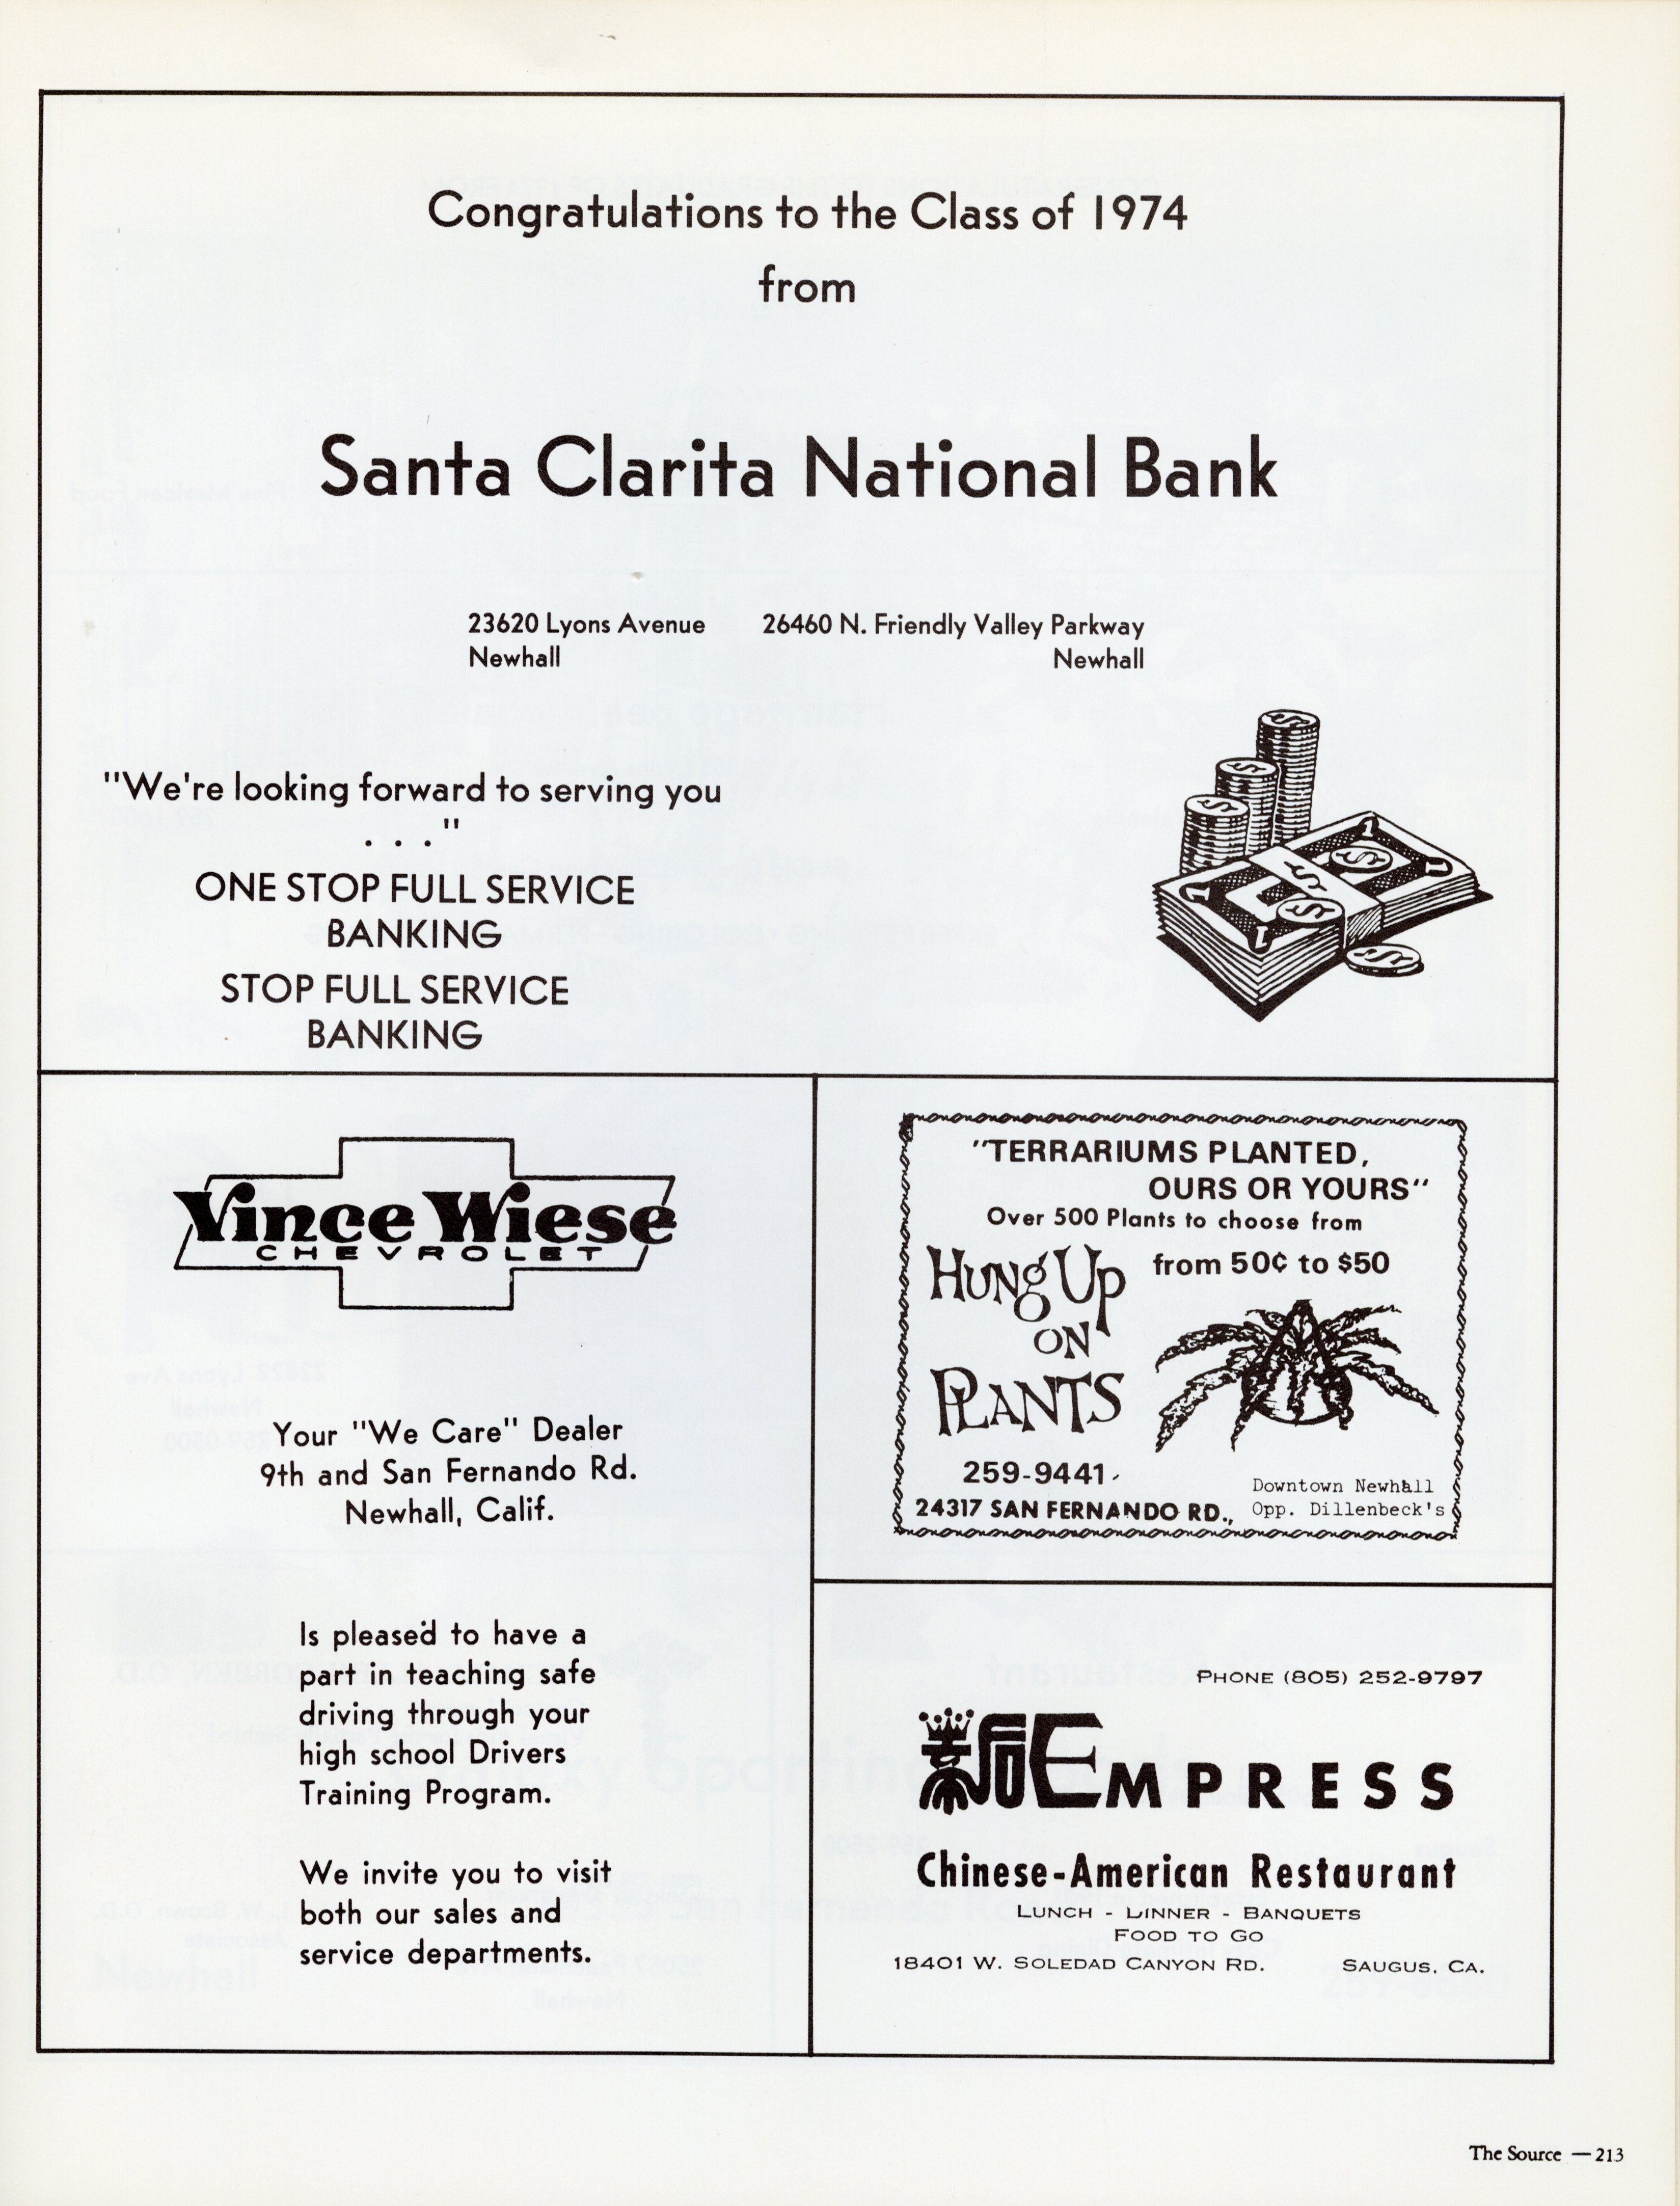 Congratulations to the Class of 1974
from
Santa Clarita National Bank
23620 Lyons Avenue
Newhall
26460 N. Friendly Valley Parkway
Newhall
"We're looking forward to serving you
. . ."
ONE STOP FULL SERVICE
BANKING
STOP FULL SERVICE
BANKING
Vince Wiese
CHEVROLET
Your "We Care" Dealer
9th and San Fernando Rd.
Newhall, Calif.
Is pleased to have a
part in teaching safe
driving through your
high school Drivers
Training Program.
We invite you to visit
both our sales and
service departments.
"TERRARIUMS PLANTED,
OURS OR YOURS"
Over 500 Plants to choose from
from 50¢ to $50
Hung Up
ON
PLANTS
259-9441
24317 SAN FERNANDO RD.,
Downtown Newhall
Opp. Dillenbeck's
PHONE (805) 252-9797
EMPRESS
Chinese-American Restaurant
LUNCH - DINNER - BANQUETS
FOOD TO GO
18401 W. SOLEDAD CANYON RD. SAUGUS, CA.
The Source — 213